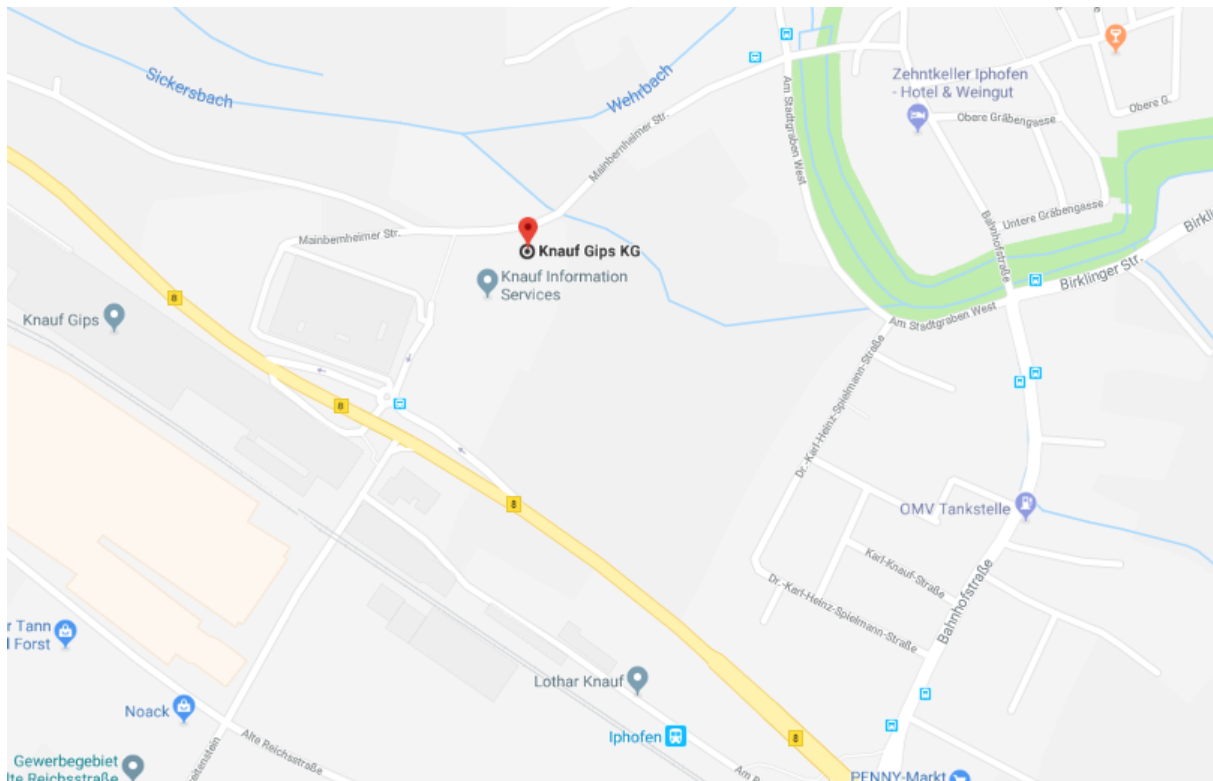 Sickersbach
Wehrbach
Zehntkeller Iphofen
- Hotel & Weingut
Obere G.
Obere Gräbengasse
Mainbernheimer Str.
Am Stadtgraben West
Untere Gräbengasse
Bahnhofstraße
Birklinger Str.
Mainbernheimer Str.
Knauf Gips KG
Knauf Information
Services
Am Stadtgraben West
8
Knauf Gips
8
Dr.-Karl-Heinz-Spielmann-Straße
8
OMV Tankstelle
Karl-Knauf-Straße
Dr.-Karl-Heinz-Spielmann-Straße
Bahnhofstraße
r Tann
Forst
Lothar Knauf
Noack
Iphofen
8
Alte Reichsstraße
Gewerbegebiet
lte Reichsstraße
PENNY-Markt